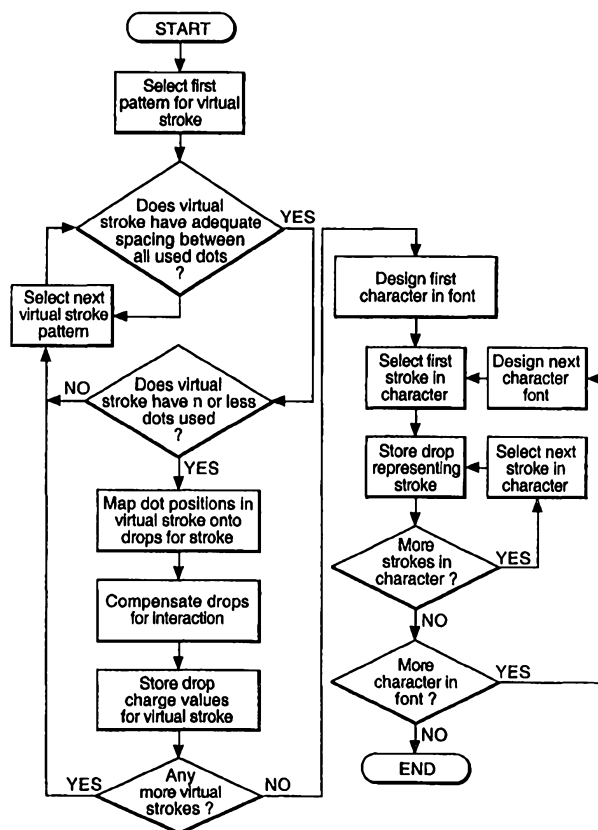 START
Select first
pattern for virtual
stroke
Does virtual
stroke have adequate
spacing between
all used dots
?
YES
Select next
virtual stroke
pattern
Does virtual
stroke have n or less
dots used
?
NO
YES
Map dot positions in
virtual stroke onto
drops for stroke
Compensate drops
for interaction
Store drop
charge values
for virtual stroke
Any
more virtual
strokes ?
YES
NO
Design first
character in font
Select first
stroke in
character
Design next
character
font
Store drop
representing
stroke
Select next
stroke in
character
More
strokes in
character ?
YES
NO
More
character in
font ?
YES
NO
END